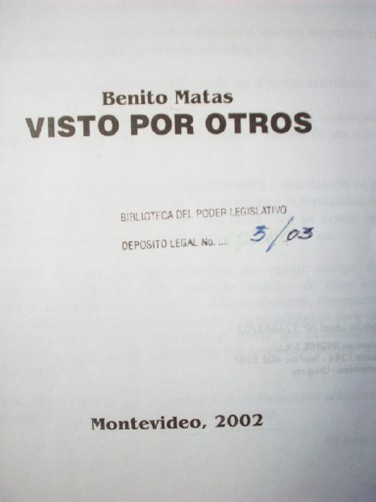 Benito Matas
VISTO POR OTROS
BIBLIOTECA DEL PODER LEGISLATIVO
DEPOSITO LEGAL No. ... 3/03
Montevideo, 2002